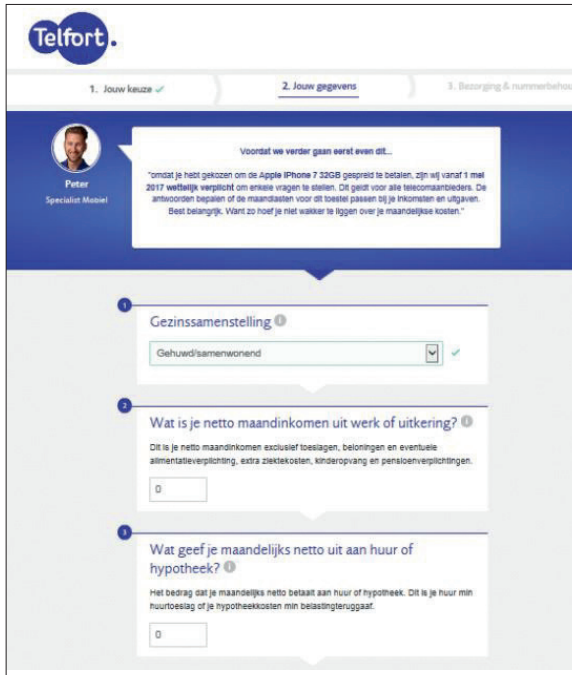 Telfort.
1. Jouw keuze ✓
2. Jouw gegevens
3. Bezorging & nummerbehou
Peter
Specialist Mobiel
Voordat we verder gaan eerst even dit...
"omdat je hebt gekozen om de Apple iPhone 7 32GB gespreid te betalen, zijn wij vanaf 1 mei
2017 wettelijk verplicht om enkele vragen te stellen. Dit geldt voor alle telecomaanbieders. De
antwoorden bepalen of de maandlasten voor dit toestel passen bij je inkomsten en uitgaven.
Best belangrijk. Want zo hoef je niet wakker te liggen over je maandelijkse kosten."
1
Gezinssamenstelling i
Gehuwd/samenwonend
2
Wat is je netto maandinkomen uit werk of uitkering? i
Dit is je netto maandinkomen exclusief toeslagen, beloningen en eventuele
alimentatieverplichting, extra ziektekosten, kinderopvang en pensioenverplichtingen.
0
3
Wat geef je maandelijks netto uit aan huur of
hypotheek? i
Het bedrag dat je maandelijks netto betaalt aan huur of hypotheek. Dit is je huur min
huurtoeslag of je hypotheekkosten min belastingteruggaaf.
0